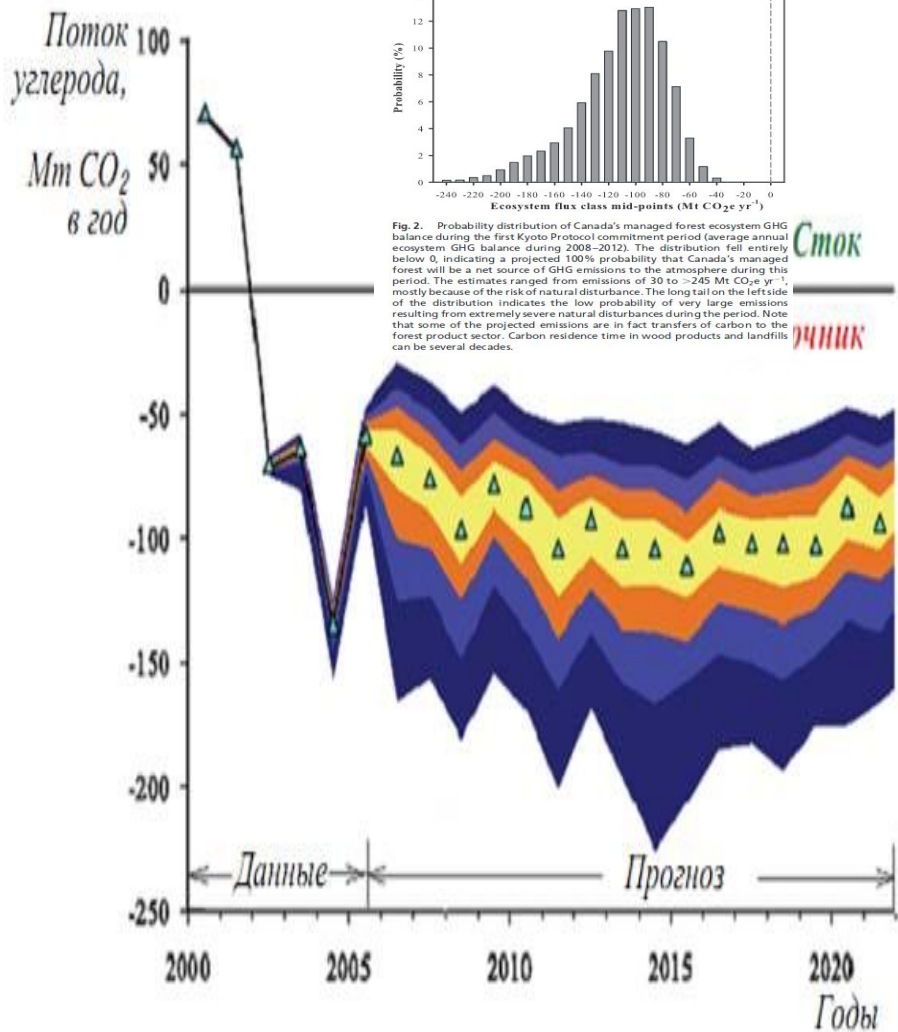 Поток
углерода,
Мт CO2
в год
100
50
0
-50
-100
-150
-200
-250
12
10
8
6
4
2
0
Probability (%)
-240 -220 -200 -180 -160 -140 -120 -100 -80 -60 -40 -20 0
Ecosystem flux class mid-points (Mt CO2e yr-1)
Fig. 2. Probability distribution of Canada's managed forest ecosystem GHG
balance during the first Kyoto Protocol commitment period (average annual
ecosystem GHG balance during 2008–2012). The distribution fell entirely
below 0, indicating a projected 100% probability that Canada's managed
forest will be a net source of GHG emissions to the atmosphere during this
period. The estimates ranged from emissions of 30 to >245 Mt CO2e yr−1,
mostly because of the risk of natural disturbance. The long tail on the left side
of the distribution indicates the low probability of very large emissions
resulting from extremely severe natural disturbances during the period. Note
that some of the projected emissions are in fact transfers of carbon to the
forest product sector. Carbon residence time in wood products and landfills
can be several decades.
Сток
очник
Данные
Прогноз
2000 2005 2010 2015 2020
Годы